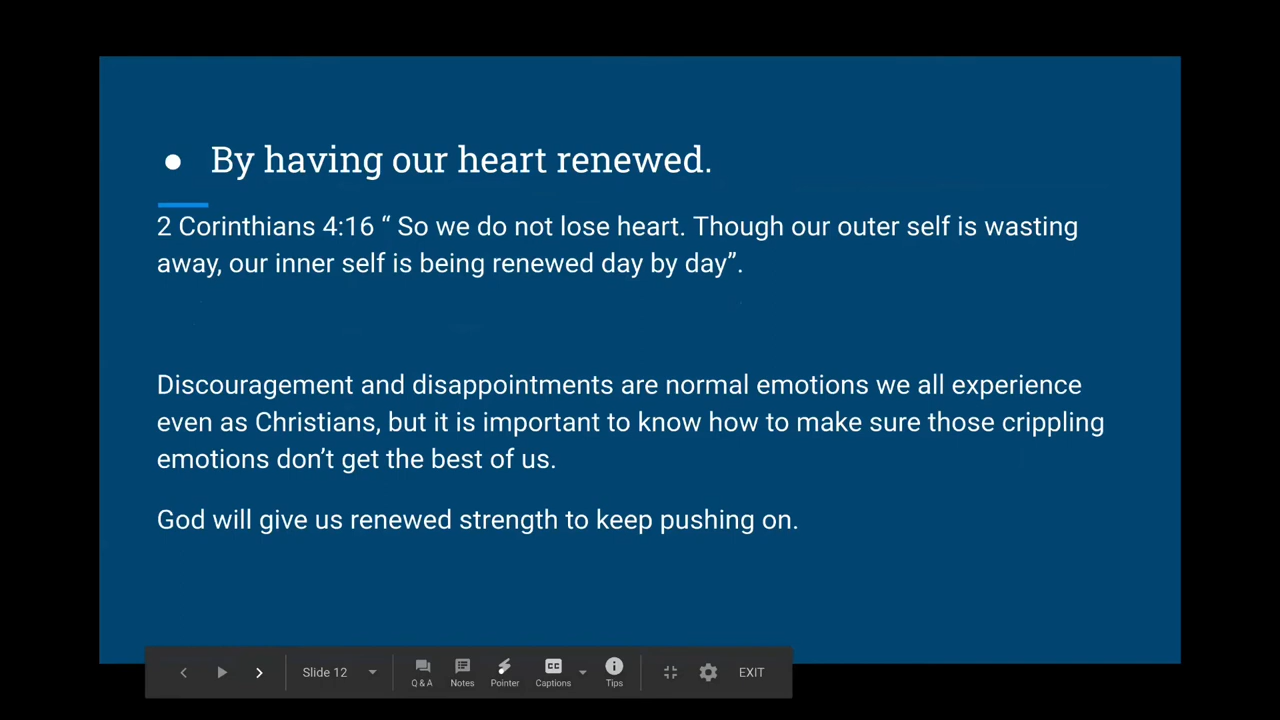 ● By having our heart renewed.
2 Corinthians 4:16 “ So we do not lose heart. Though our outer self is wasting
away, our inner self is being renewed day by day”.
Discouragement and disappointments are normal emotions we all experience
even as Christians, but it is important to know how to make sure those crippling
emotions don’t get the best of us.
God will give us renewed strength to keep pushing on.
Slide 12 Q & A Notes Pointer CC Captions Tips EXIT